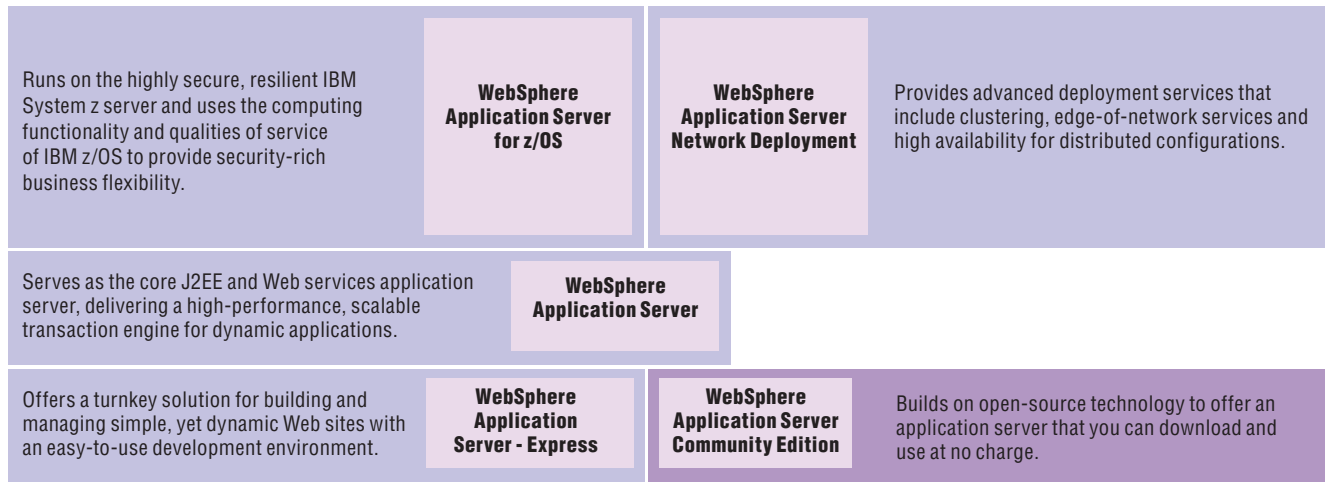 Runs on the highly secure, resilient IBM
System z server and uses the computing
functionality and qualities of service
of IBM z/OS to provide security-rich
business flexibility.
WebSphere
Application Server
for z/OS
WebSphere
Application Server
Network Deployment
Provides advanced deployment services that
include clustering, edge-of-network services and
high availability for distributed configurations.
Serves as the core J2EE and Web services application
server, delivering a high-performance, scalable
transaction engine for dynamic applications.
WebSphere
Application Server
Offers a turnkey solution for building and
managing simple, yet dynamic Web sites with
an easy-to-use development environment.
WebSphere
Application
Server - Express
WebSphere
Application Server
Community Edition
Builds on open-source technology to offer an
application server that you can download and
use at no charge.